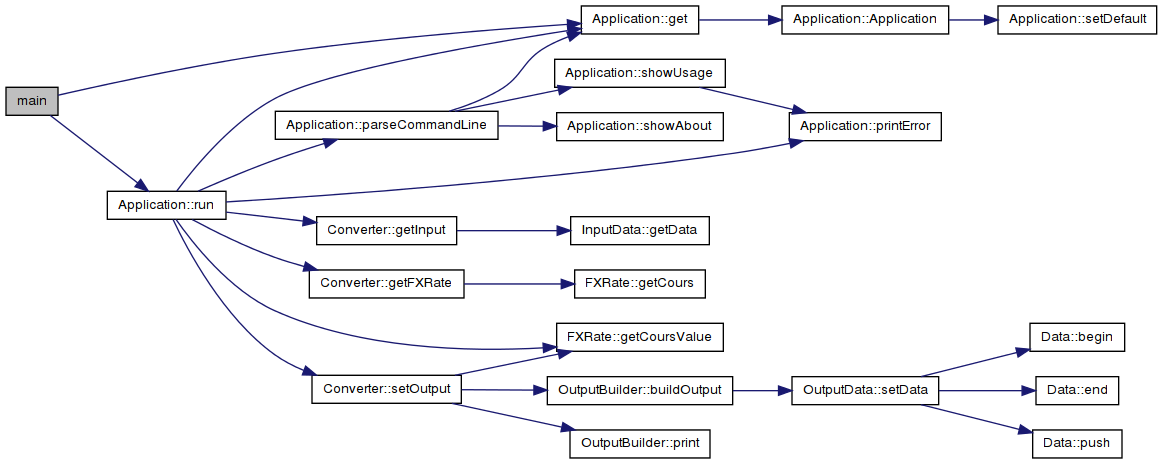 main
Application::run
Application::get
Application::Application
Application::setDefault
Application::parseCommandLine
Application::showUsage
Application::showAbout
Application::printError
Converter::getInput
InputData::getData
Converter::getFXRate
FXRate::getCours
FXRate::getCoursValue
Converter::setOutput
OutputBuilder::buildOutput
OutputData::setData
Data::begin
Data::end
Data::push
OutputBuilder::print